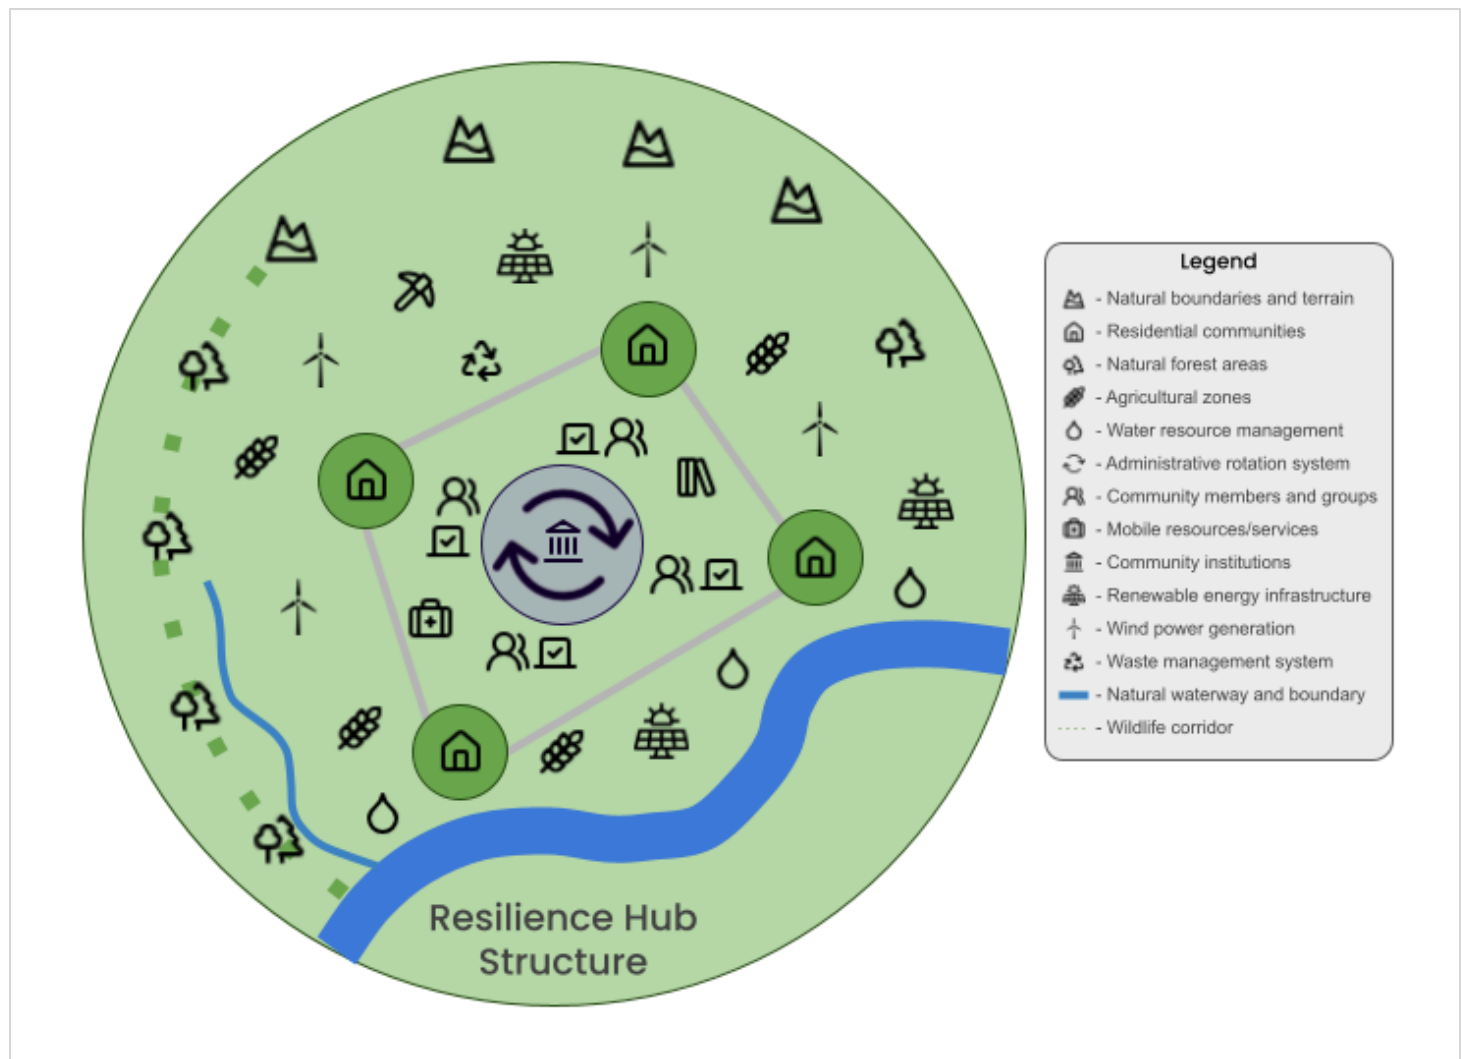 Legend
- Natural boundaries and terrain
- Residential communities
- Natural forest areas
- Agricultural zones
- Water resource management
- Administrative rotation system
- Community members and groups
- Mobile resources/services
- Community institutions
- Renewable energy infrastructure
- Wind power generation
- Waste management system
- Natural waterway and boundary
- Wildlife corridor
Resilience Hub
Structure